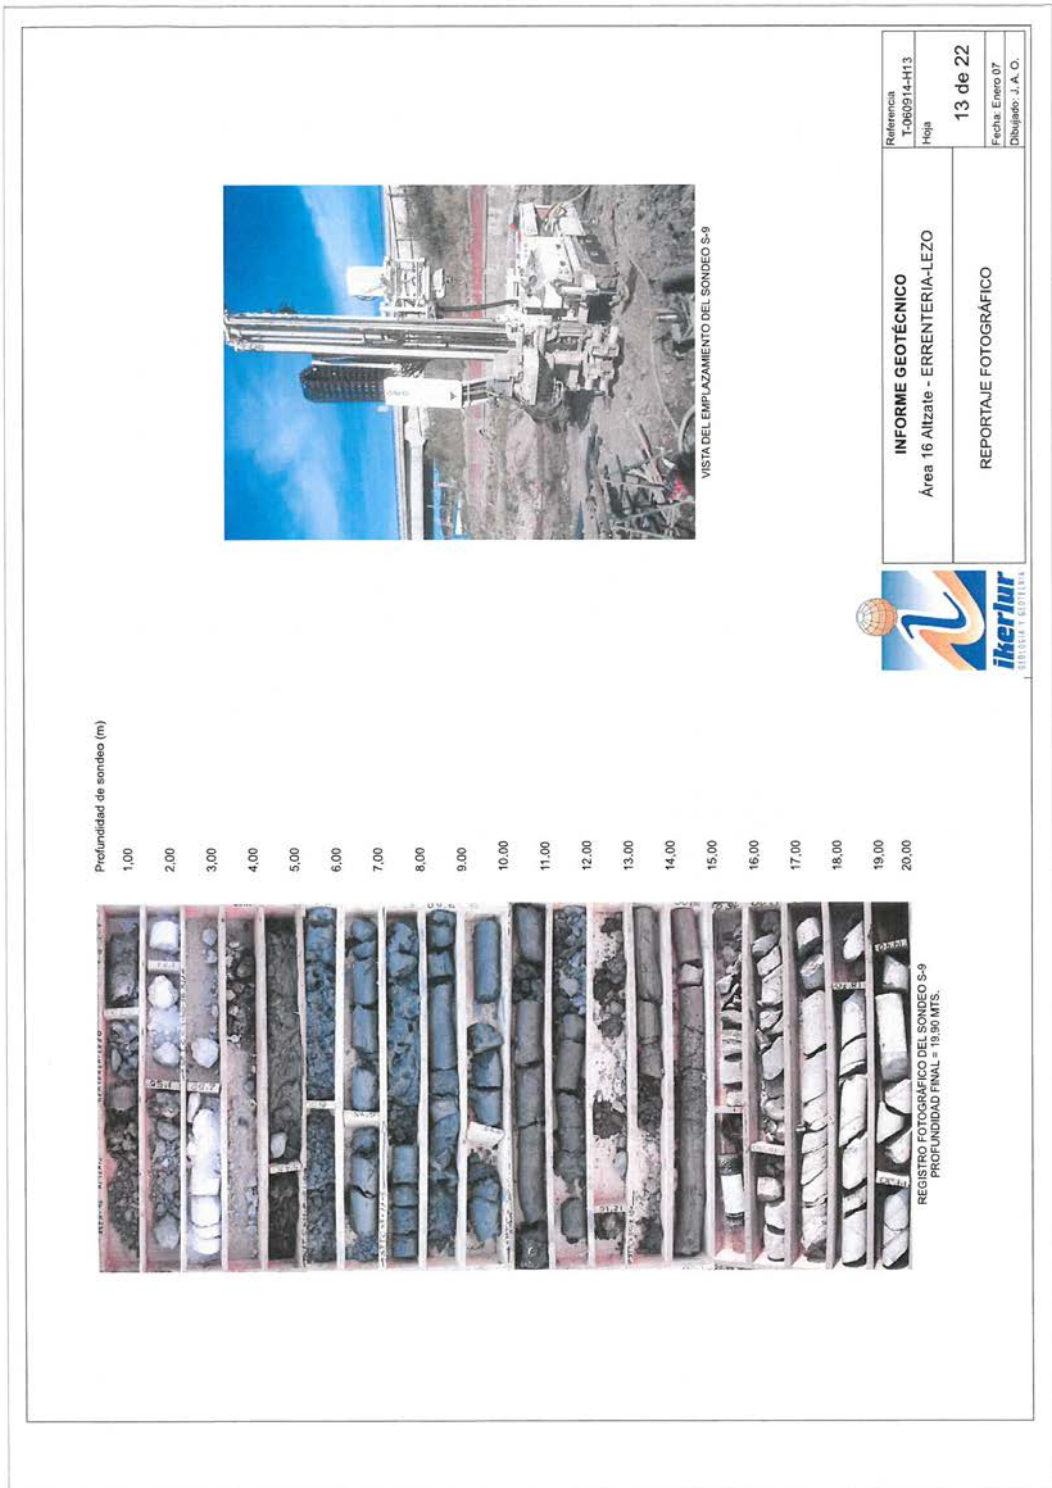 Profundidad de sondeo (m)
1,00
2,00
3,00
4,00
5,00
6,00
7,00
8,00
9,00
10,00
11,00
12,00
13,00
14,00
15,00
16,00
17,00
18,00
19,00
20,00
REGISTRO FOTOGRÁFICO DEL SONDEO S-9
PROFUNDIDAD FINAL = 19,90 MTS.
VISTA DEL EMPLAZAMIENTO DEL SONDEO S-9
ikerlur
GEOLOGIA Y GEOTECNIA
INFORME GEOTÉCNICO
Área 16 Altzate - ERRENTERIA-LEZO
REPORTAJE FOTOGRÁFICO
Referencia
T-060914-H13
Hoja
13 de 22
Fecha: Enero 07
Dibujado: J. A. O.